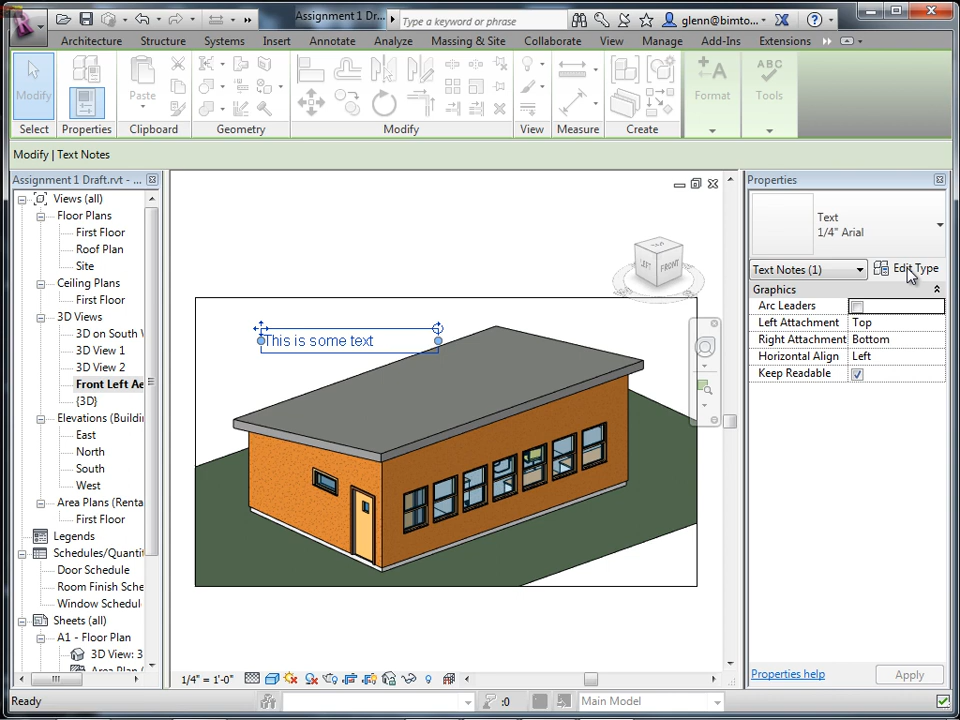 Assignment 1 Dr...
Type a keyword or phrase
glenn@bimto...
Architecture Structure Systems Insert Annotate Analyze Massing & Site Collaborate View Manage Add-Ins Extensions
Modify
Paste
ABC
Format
Tools
Select Properties Clipboard Geometry Modify View Measure Create
Modify | Text Notes
Assignment 1 Draft.rvt - ...
Views (all)
Floor Plans
First Floor
Roof Plan
Site
Ceiling Plans
First Floor
3D Views
3D on South
3D View 1
3D View 2
Front Left Ae
{3D}
Elevations (Buildin
East
North
South
West
Area Plans (Renta
First Floor
Legends
Schedules/Quantit
Door Schedule
Room Finish Sche
Window Schedul
Sheets (all)
A1 - Floor Plan
3D View: 3
Area Plan
LEFT FRONT
This is some text
Properties
Text
1/4" Arial
Text Notes (1) Edit Type
Graphics
Arc Leaders
Left Attachment Top
Right Attachment Bottom
Horizontal Align Left
Keep Readable
Properties help Apply
1/4" = 1'-0"
Ready
:0
Main Model